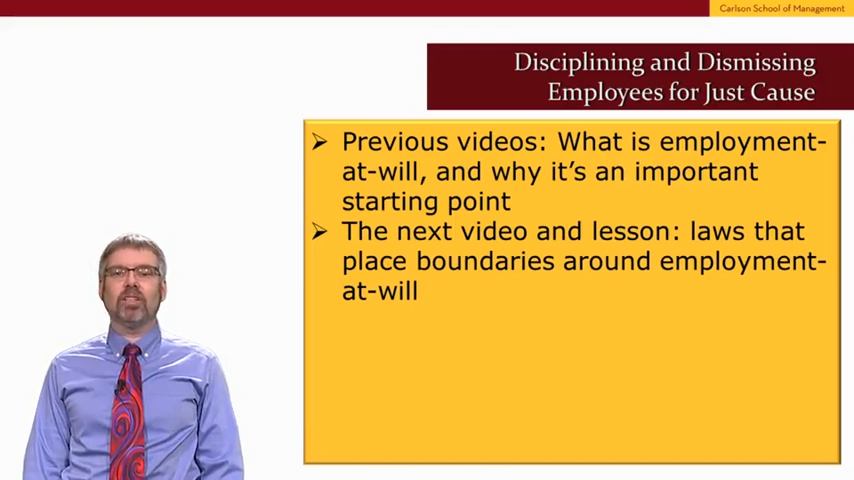 Carlson School of Management
Disciplining and Dismissing
Employees for Just Cause
➢ Previous videos: What is employment-
at-will, and why it's an important
starting point
➢ The next video and lesson: laws that
place boundaries around employment-
at-will